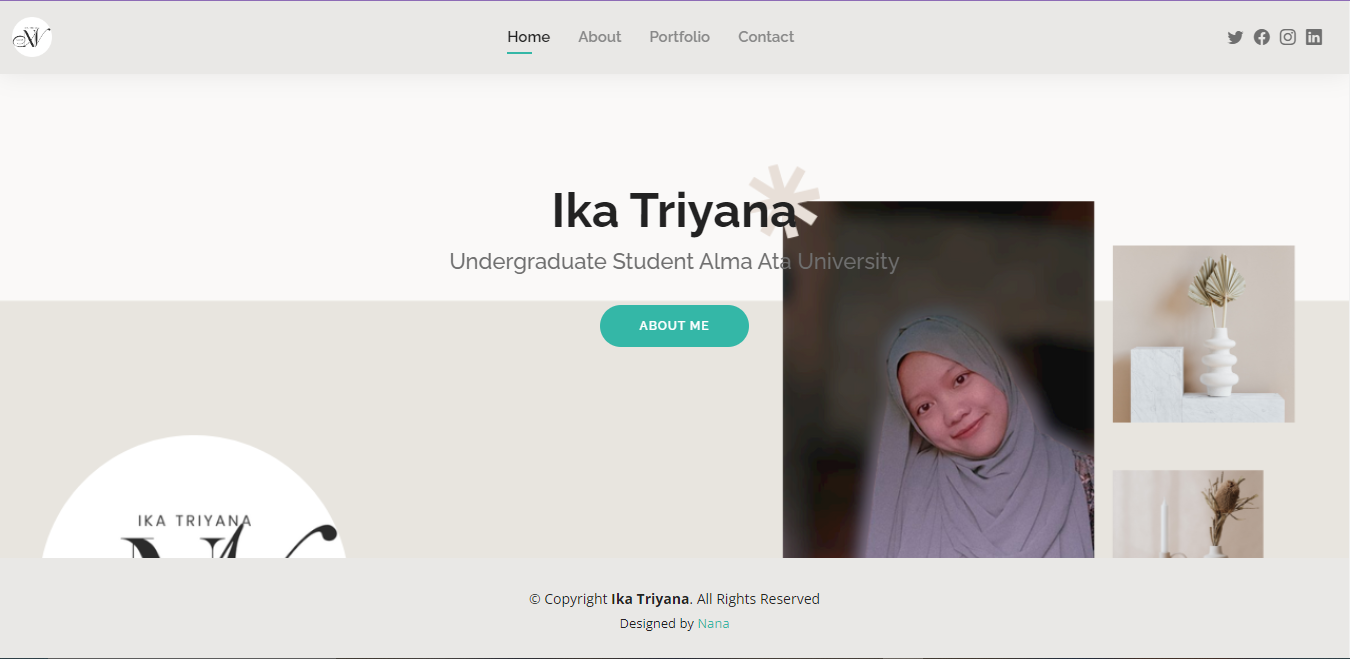 Home About Portfolio Contact
Ika Triyana
Undergraduate Student Alma Ata University
ABOUT ME
IKA TRIYANA
© Copyright Ika Triyana. All Rights Reserved
Designed by Nana